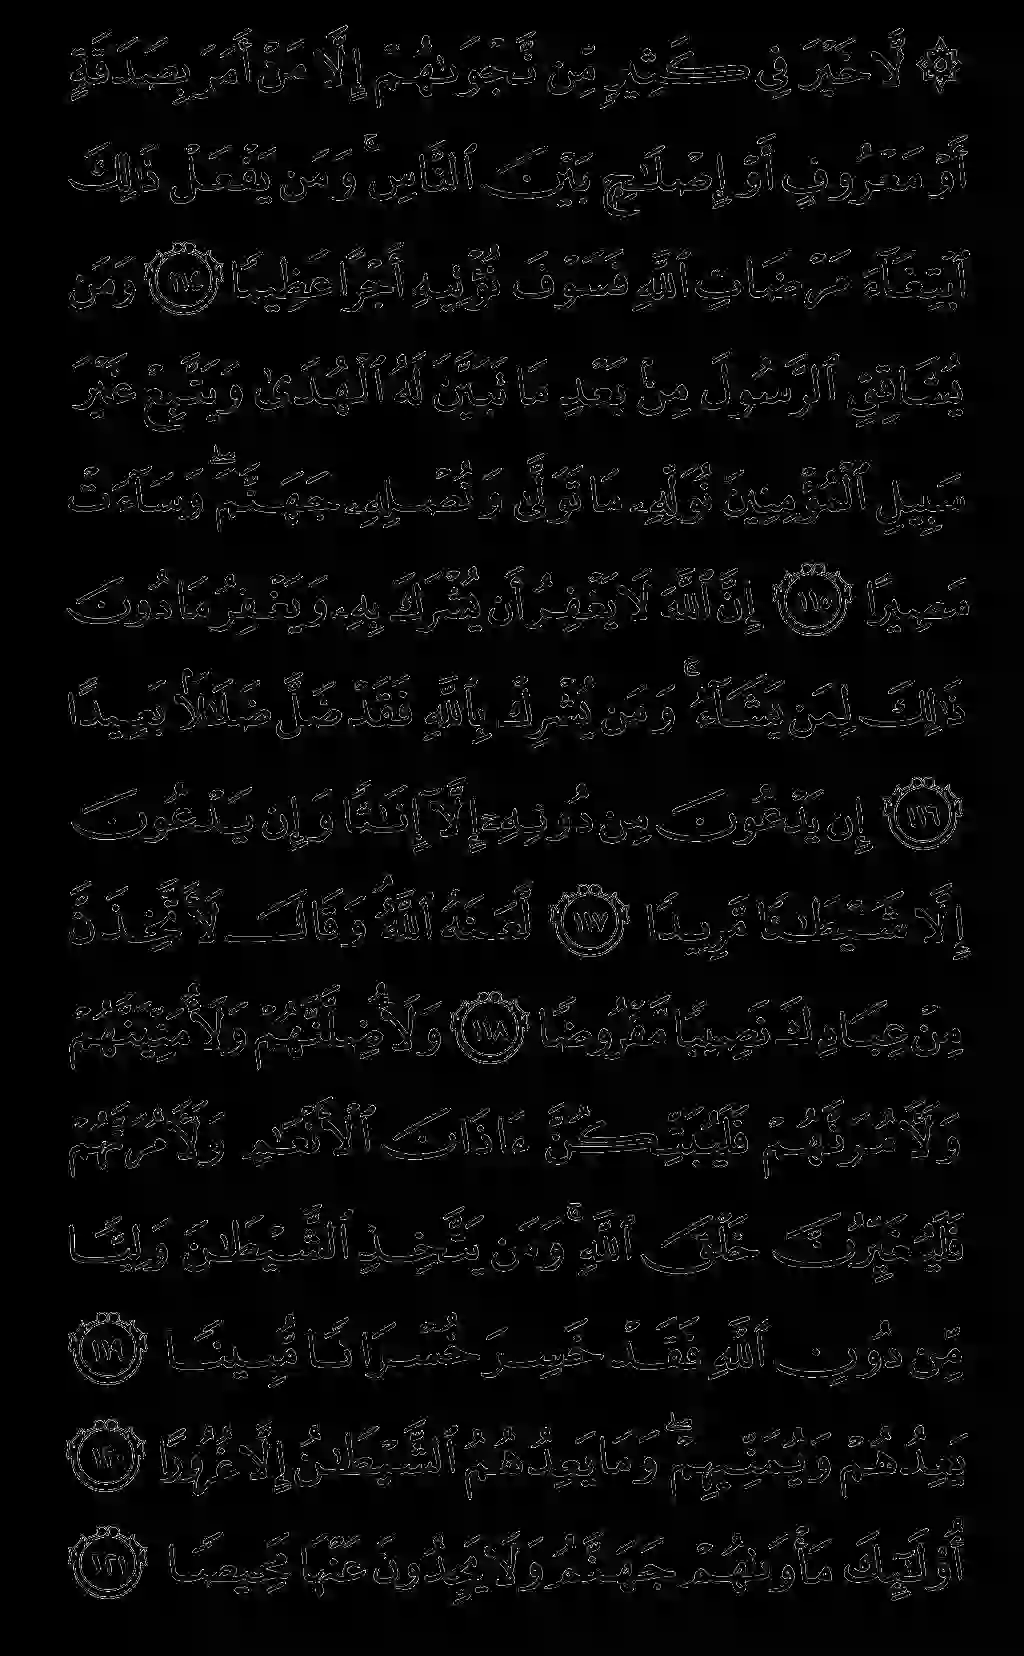 ۞ لَّا خَيْرَ فِى كَثِيرٍ مِّن نَّجْوَىٰهُمْ إِلَّا مَنْ أَمَرَ بِصَدَقَةٍ
أَوْ مَعْرُوفٍ أَوْ إِصْلَـٰحٍۭ بَيْنَ ٱلنَّاسِ ۚ وَمَن يَفْعَلْ ذَٰلِكَ
ٱبْتِغَآءَ مَرْضَاتِ ٱللَّهِ فَسَوْفَ نُؤْتِيهِ أَجْرًا عَظِيمًا ١١٤ وَمَن
يُشَاقِقِ ٱلرَّسُولَ مِنۢ بَعْدِ مَا تَبَيَّنَ لَهُ ٱلْهُدَىٰ وَيَتَّبِعْ غَيْرَ
سَبِيلِ ٱلْمُؤْمِنِينَ نُوَلِّهِۦ مَا تَوَلَّىٰ وَنُصْلِهِۦ جَهَنَّمَ ۖ وَسَآءَتْ
مَصِيرًا ١١٥ إِنَّ ٱللَّهَ لَا يَغْفِرُ أَن يُشْرَكَ بِهِۦ وَيَغْفِرُ مَا دُونَ
ذَٰلِكَ لِمَن يَشَآءُ ۚ وَمَن يُشْرِكْ بِٱللَّهِ فَقَدْ ضَلَّ ضَلَـٰلًۢا بَعِيدًا
١١٦ إِن يَدْعُونَ مِن دُونِهِۦٓ إِلَّآ إِنَـٰثًا وَإِن يَدْعُونَ
إِلَّا شَيْطَـٰنًا مَّرِيدًا ١١٧ لَّعَنَهُ ٱللَّهُ ۘ وَقَالَ لَأَتَّخِذَنَّ
مِنْ عِبَادِكَ نَصِيبًا مَّفْرُوضًا ١١٨ وَلَأُضِلَّنَّهُمْ وَلَأُمَنِّيَنَّهُمْ
وَلَـَٔامُرَنَّهُمْ فَلَيُبَتِّكُنَّ ءَاذَانَ ٱلْأَنْعَـٰمِ وَلَـَٔامُرَنَّهُمْ
فَلَيُغَيِّرُنَّ خَلْقَ ٱللَّهِ ۚ وَمَن يَتَّخِذِ ٱلشَّيْطَـٰنَ وَلِيًّا
مِّن دُونِ ٱللَّهِ فَقَدْ خَسِرَ خُسْرَانًا مُّبِينًا ١١٩
يَعِدُهُمْ وَيُمَنِّيهِمْ ۖ وَمَا يَعِدُهُمُ ٱلشَّيْطَـٰنُ إِلَّا غُرُورًا ١٢٠
أُو۟لَـٰٓئِكَ مَأْوَىٰهُمْ جَهَنَّمُ وَلَا يَجِدُونَ عَنْهَا مَحِيصًا ١٢١